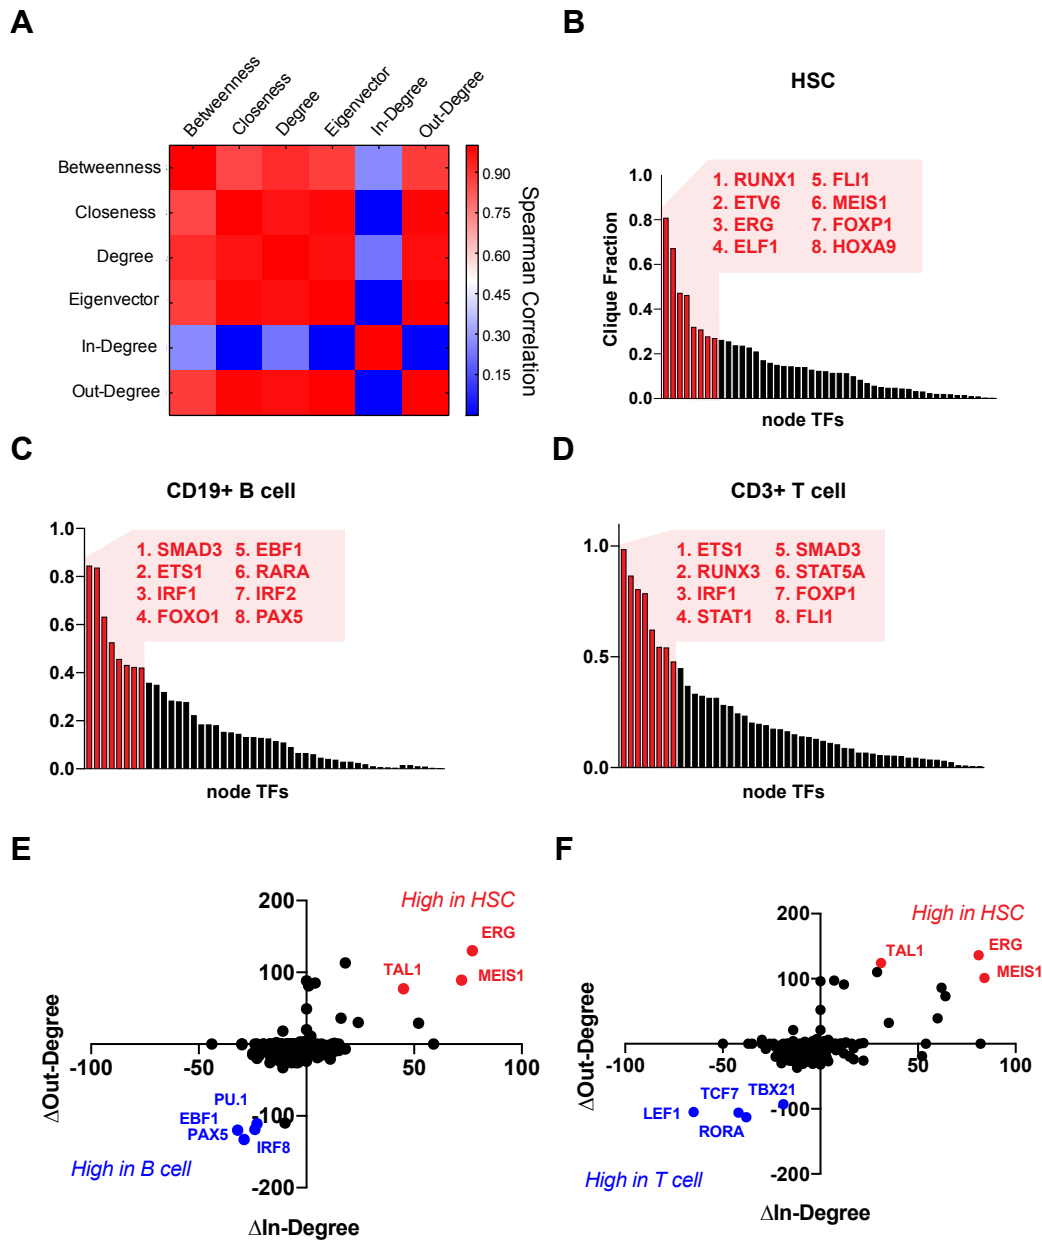 A
Betweenness
Closeness
Degree
Eigenvector
In-Degree
Out-Degree
Betweenness
Closeness
Degree
Eigenvector
In-Degree
Out-Degree
0.90
0.75
0.60
0.45
0.30
0.15
Spearman Correlation
B
HSC
1. RUNX1 5. FLI1
2. ETV6 6. MEIS1
3. ERG 7. FOXP1
4. ELF1 8. HOXA9
1.0
0.8
0.6
0.4
0.2
0.0
Clique Fraction
node TFs
C
CD19+ B cell
1. SMAD3 5. EBF1
2. ETS1 6. RARA
3. IRF1 7. IRF2
4. FOXO1 8. PAX5
1.0
0.8
0.6
0.4
0.2
0.0
node TFs
D
CD3+ T cell
1. ETS1 5. SMAD3
2. RUNX3 6. STAT5A
3. IRF1 7. FOXP1
4. STAT1 8. FLI1
1.0
0.5
0.0
node TFs
E
200
High in HSC
ERG
TAL1
MEIS1
100
ΔOut-Degree
-100
-50
0
50
100
PU.1
EBF1
-100
PAX5
IRF8
High in B cell
-200
ΔIn-Degree
F
200
High in HSC
TAL1
ERG
MEIS1
100
ΔOut-Degree
-100
-50
0
50
100
TCF7
TBX21
LEF1
-100
RORA
High in T cell
-200
ΔIn-Degree